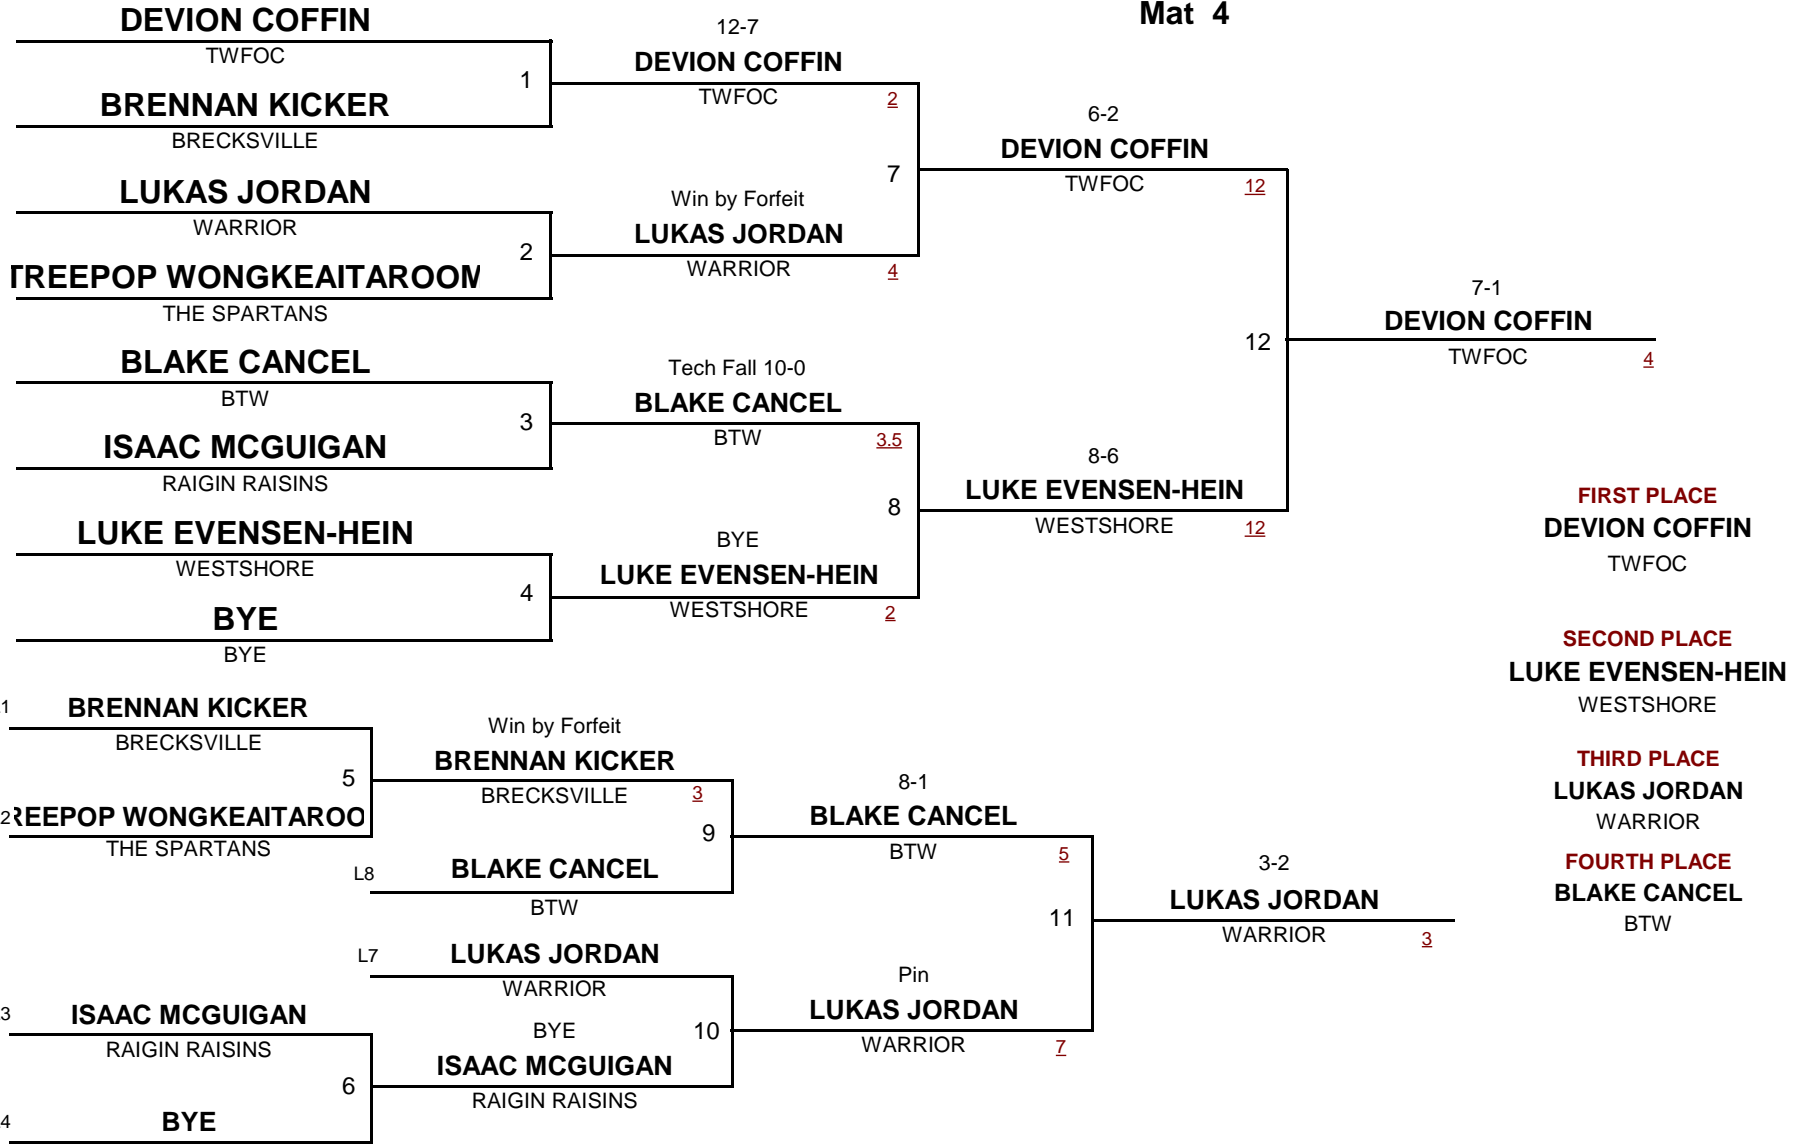 Mat 4
DEVION COFFIN
TWFOC
1
BRENNAN KICKER
BRECKSVILLE
LUKAS JORDAN
WARRIOR
2
TREEPOP WONGKEAITAROOM
THE SPARTANS
BLAKE CANCEL
BTW
3
ISAAC MCGUIGAN
RAIGIN RAISINS
LUKE EVENSEN-HEIN
WESTSHORE
4
BYE
BYE
12-7
DEVION COFFIN
TWFOC 2
7
Win by Forfeit
LUKAS JORDAN
WARRIOR 4
Tech Fall 10-0
BLAKE CANCEL
BTW 3.5
8
BYE
LUKE EVENSEN-HEIN
WESTSHORE 2
6-2
DEVION COFFIN
TWFOC 12
12
8-6
LUKE EVENSEN-HEIN
WESTSHORE 12
7-1
DEVION COFFIN
TWFOC 4
FIRST PLACE
DEVION COFFIN
TWFOC
SECOND PLACE
LUKE EVENSEN-HEIN
WESTSHORE
THIRD PLACE
LUKAS JORDAN
WARRIOR
FOURTH PLACE
BLAKE CANCEL
BTW
1 BRENNAN KICKER
BRECKSVILLE
5
2 REEPOP WONGKEAITAROO
THE SPARTANS
Win by Forfeit
BRENNAN KICKER
BRECKSVILLE 3
9
L8 BLAKE CANCEL
BTW
L7 LUKAS JORDAN
WARRIOR
10
3 ISAAC MCGUIGAN
RAIGIN RAISINS
6
4 BYE
BYE
ISAAC MCGUIGAN
RAIGIN RAISINS
8-1
BLAKE CANCEL
BTW 5
11
Pin
LUKAS JORDAN
WARRIOR 7
3-2
LUKAS JORDAN
WARRIOR 3